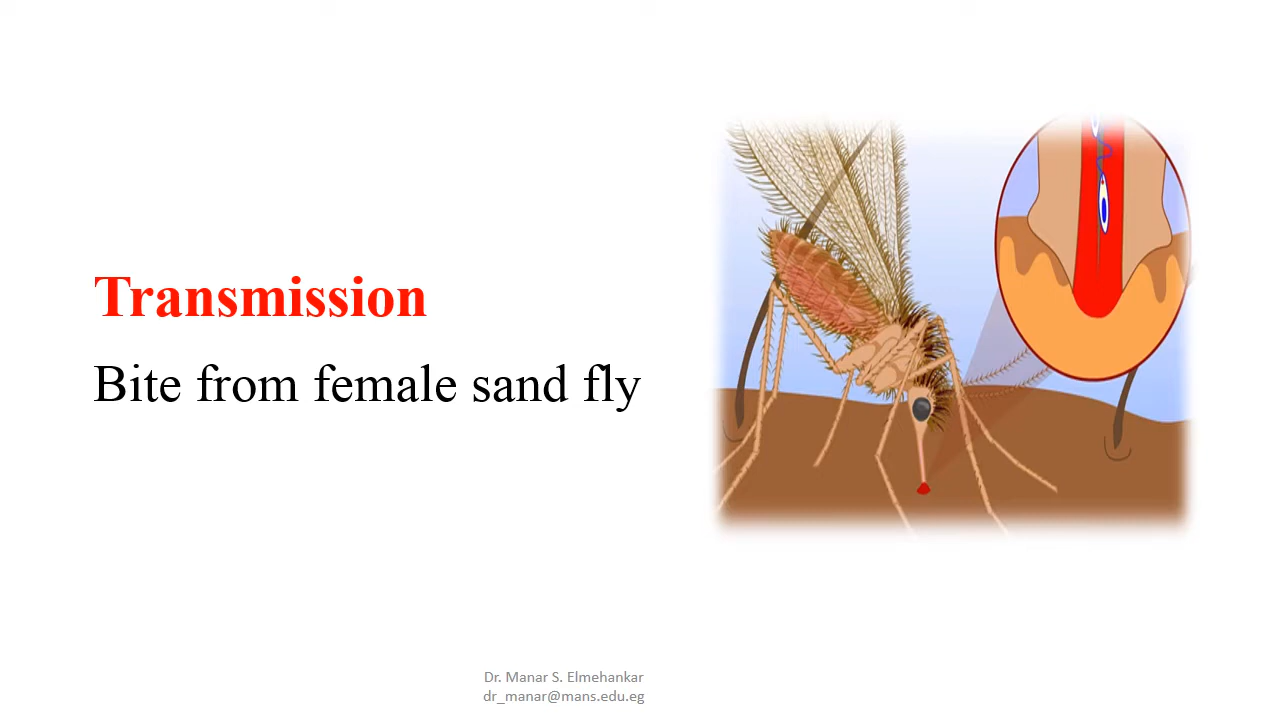 Transmission
Bite from female sand fly
Dr. Manar S. Elmehankar
dr_manar@mans.edu.eg